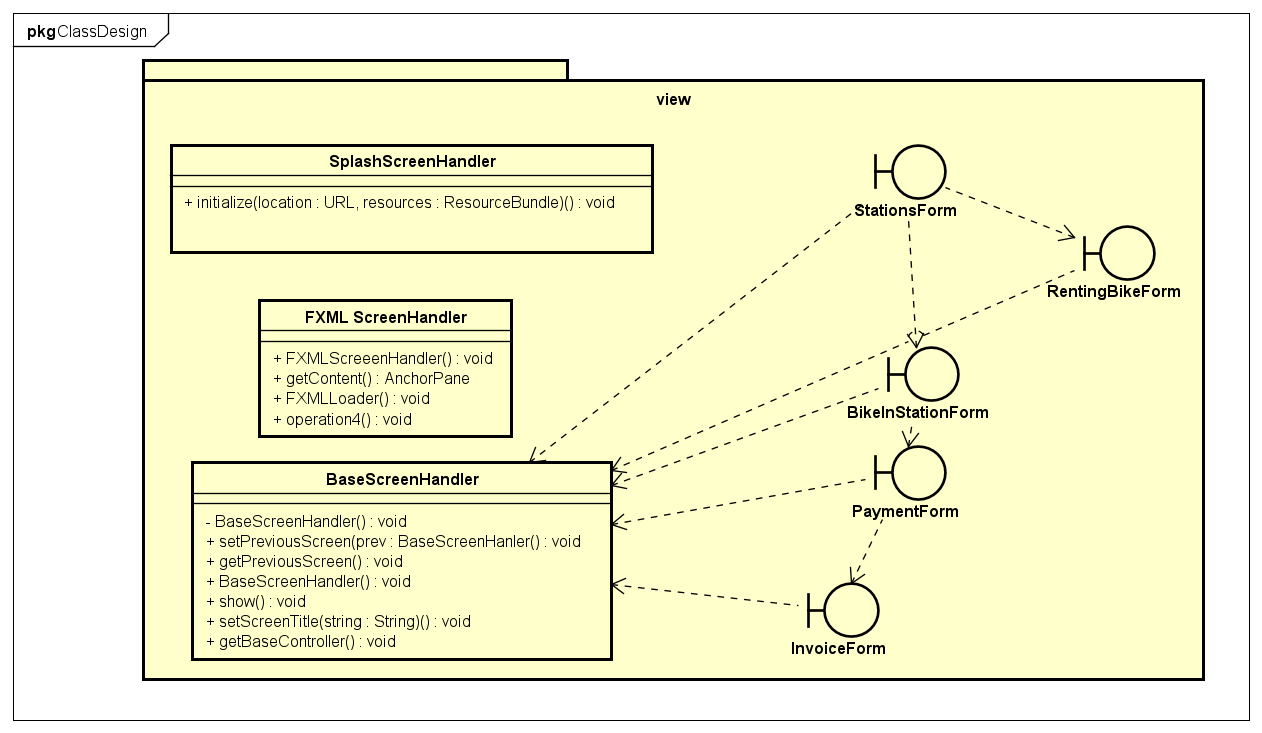 pkg ClassDesign
view
SplashScreenHandler
+ initialize(location : URL, resources : ResourceBundle)() : void
StationsForm
RentingBikeForm
FXML ScreenHandler
+ FXMLScreeenHandler() : void
+ getContent() : AnchorPane
+ FXMLLoader() : void
+ operation4() : void
BikeInStationForm
BaseScreenHandler
- BaseScreenHandler() : void
+ setPreviousScreen(prev : BaseScreenHanler() : void
+ getPreviousScreen() : void
+ BaseScreenHandler() : void
+ show() : void
+ setScreenTitle(string : String)() : void
+ getBaseController() : void
PaymentForm
InvoiceForm